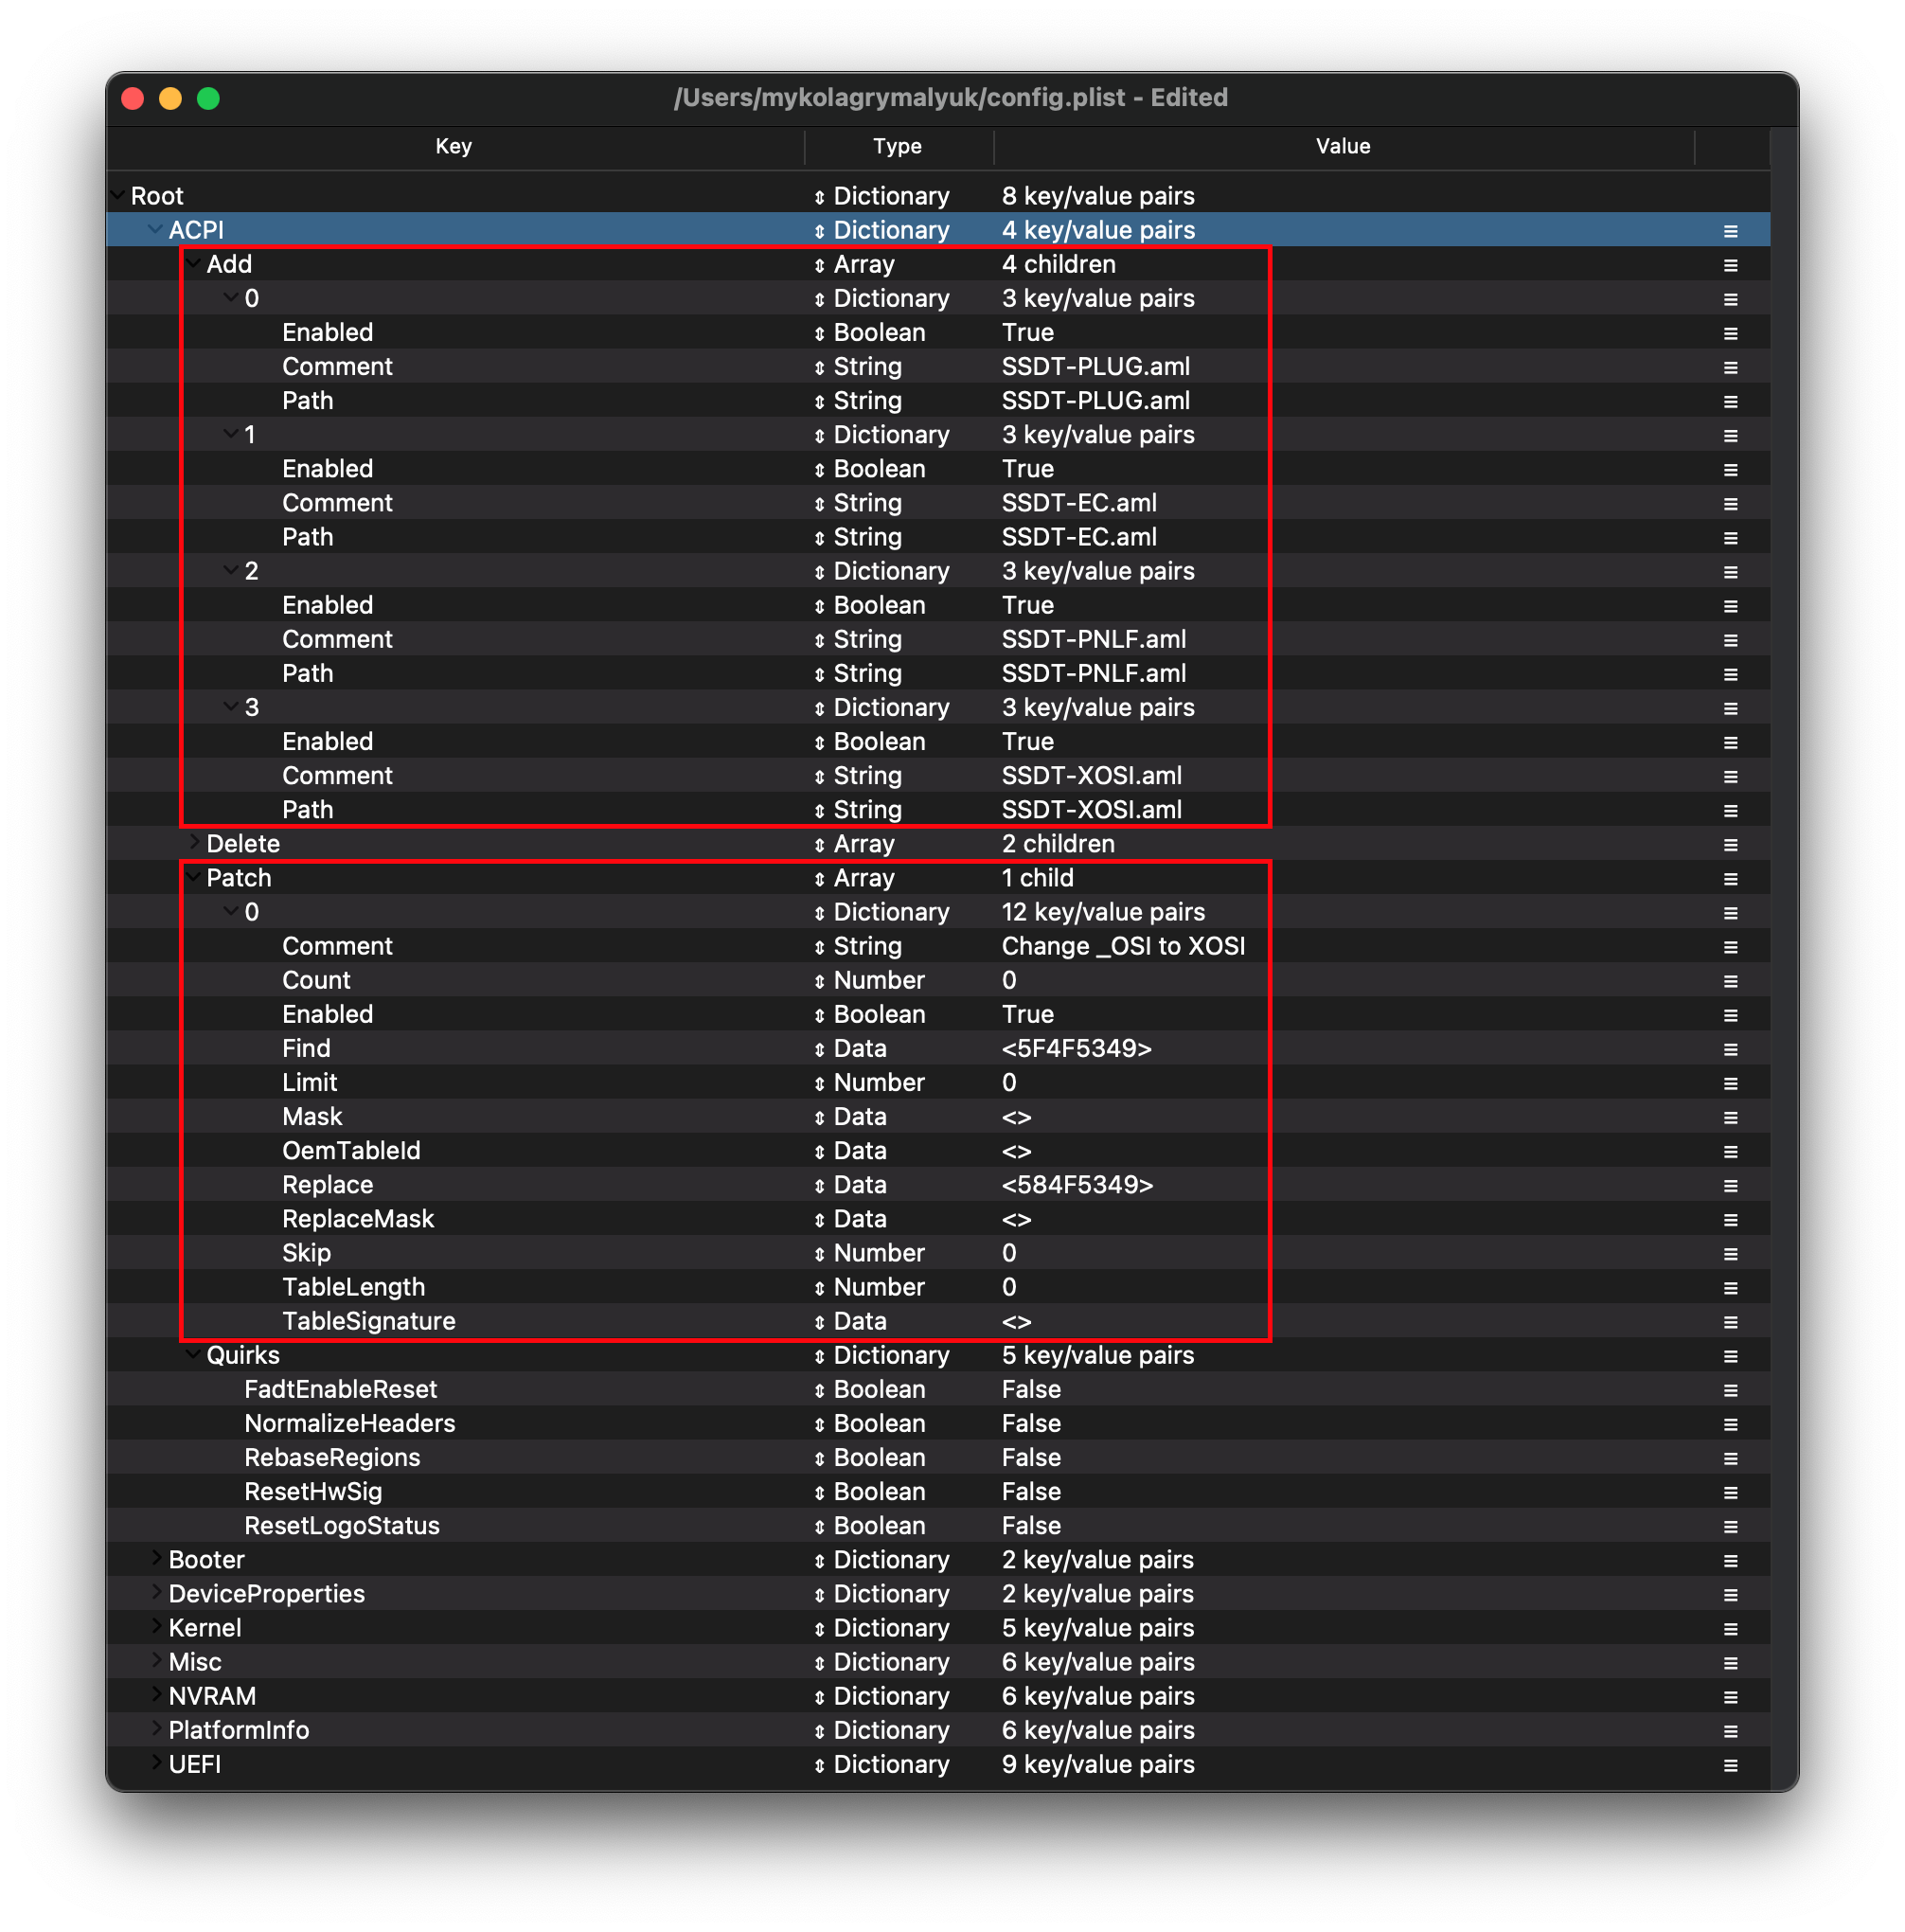 /Users/mykolagrymalyuk/config.plist - Edited
Key Type Value
Root Dictionary 8 key/value pairs
ACPI Dictionary 4 key/value pairs
Add Array 4 children
0 Dictionary 3 key/value pairs
Enabled Boolean True
Comment String SSDT-PLUG.aml
Path String SSDT-PLUG.aml
1 Dictionary 3 key/value pairs
Enabled Boolean True
Comment String SSDT-EC.aml
Path String SSDT-EC.aml
2 Dictionary 3 key/value pairs
Enabled Boolean True
Comment String SSDT-PNLF.aml
Path String SSDT-PNLF.aml
3 Dictionary 3 key/value pairs
Enabled Boolean True
Comment String SSDT-XOSI.aml
Path String SSDT-XOSI.aml
Delete Array 2 children
Patch Array 1 child
0 Dictionary 12 key/value pairs
Comment String Change _OSI to XOSI
Count Number 0
Enabled Boolean True
Find Data <5F4F5349>
Limit Number 0
Mask Data <>
OemTableId Data <>
Replace Data <584F5349>
ReplaceMask Data <>
Skip Number 0
TableLength Number 0
TableSignature Data <>
Quirks Dictionary 5 key/value pairs
FadtEnableReset Boolean False
NormalizeHeaders Boolean False
RebaseRegions Boolean False
ResetHwSig Boolean False
ResetLogoStatus Boolean False
Booter Dictionary 2 key/value pairs
DeviceProperties Dictionary 2 key/value pairs
Kernel Dictionary 5 key/value pairs
Misc Dictionary 6 key/value pairs
NVRAM Dictionary 6 key/value pairs
PlatformInfo Dictionary 6 key/value pairs
UEFI Dictionary 9 key/value pairs